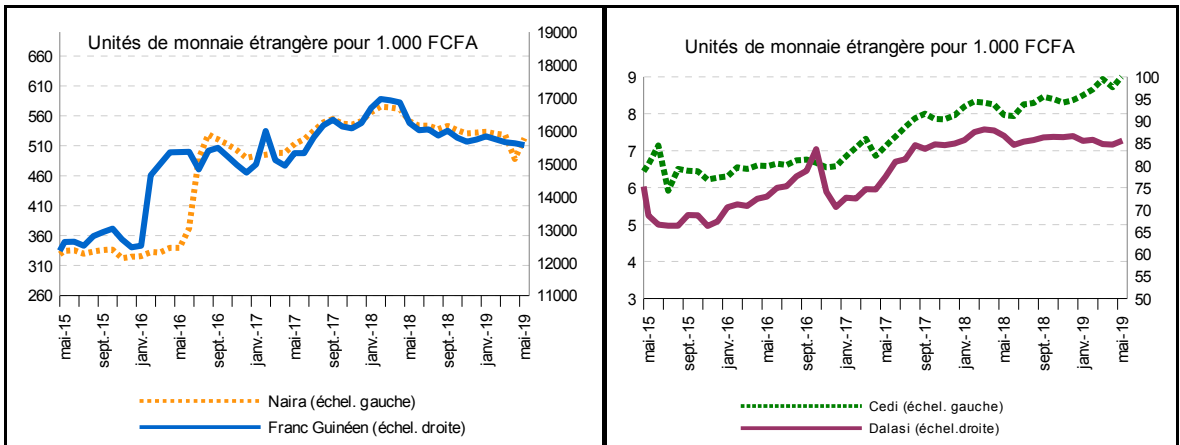 Unités de monnaie étrangère pour 1.000 FCFA
660
610
560
510
460
410
360
310
260
19000
18000
17000
16000
15000
14000
13000
12000
11000
mai-15
sept.-15
janv.-16
mai-16
sept.-16
janv.-17
mai-17
sept.-17
janv.-18
mai-18
sept.-18
janv.-19
mai-19
Naira (échel. gauche)
Franc Guinéen (échel. droite)
Unités de monnaie étrangère pour 1.000 FCFA
9
8
7
6
5
4
3
100
95
90
85
80
75
70
65
60
55
50
mai-15
sept.-15
janv.-16
mai-16
sept.-16
janv.-17
mai-17
sept.-17
janv.-18
mai-18
sept.-18
janv.-19
mai-19
Cedi (échel. gauche)
Dalasi (échel.droite)